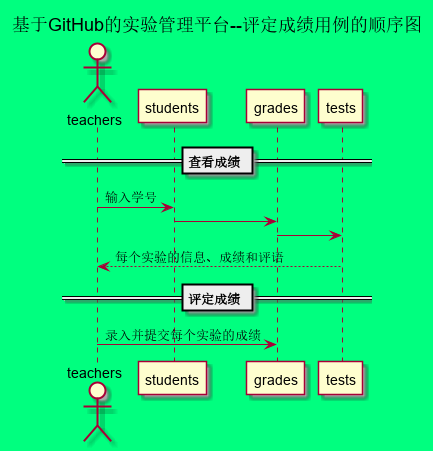 基于GitHub的实验管理平台--评定成绩用例的顺序图
teachers
students
grades
tests
查看成绩
输入学号
每个实验的信息、成绩和评语
评定成绩
录入并提交每个实验的成绩
teachers
students
grades
tests